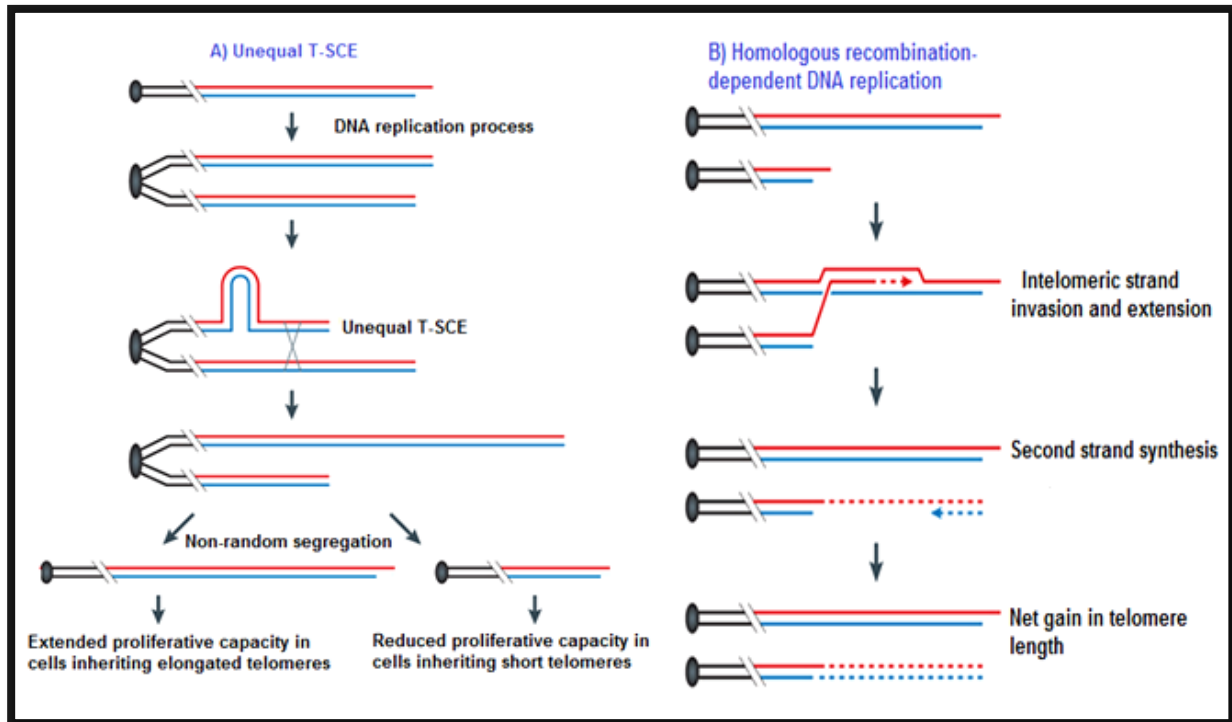 A) Unequal T-SCE
DNA replication process
Unequal T-SCE
Non-random segregation
Extended proliferative capacity in
cells inheriting elongated telomeres
Reduced proliferative capacity in
cells inheriting short telomeres
B) Homologous recombination-
dependent DNA replication
Intelomeric strand
invasion and extension
Second strand synthesis
Net gain in telomere
length